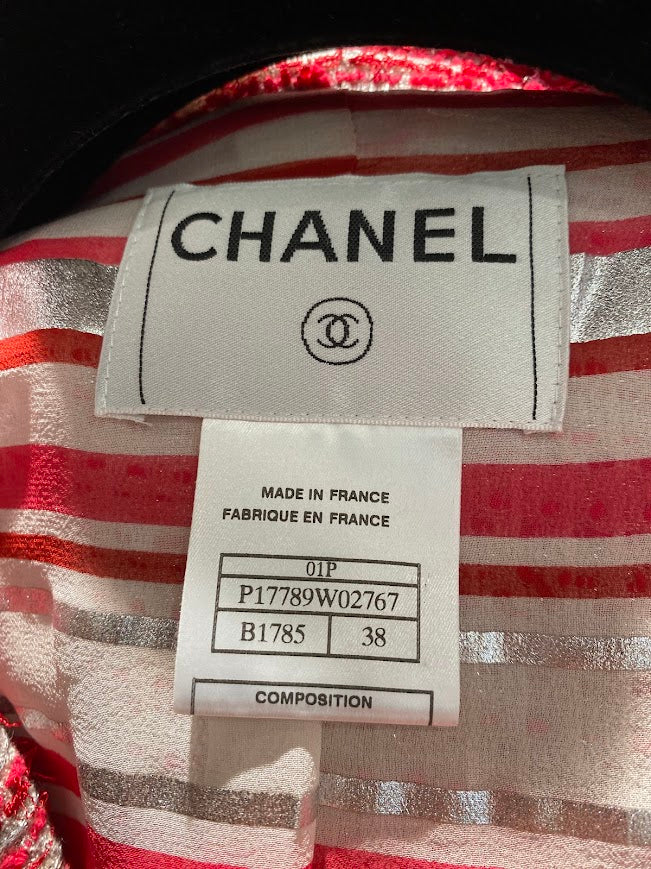 CHANEL
MADE IN FRANCE
FABRIQUE EN FRANCE
01P
P17789W02767
B1785 38
COMPOSITION